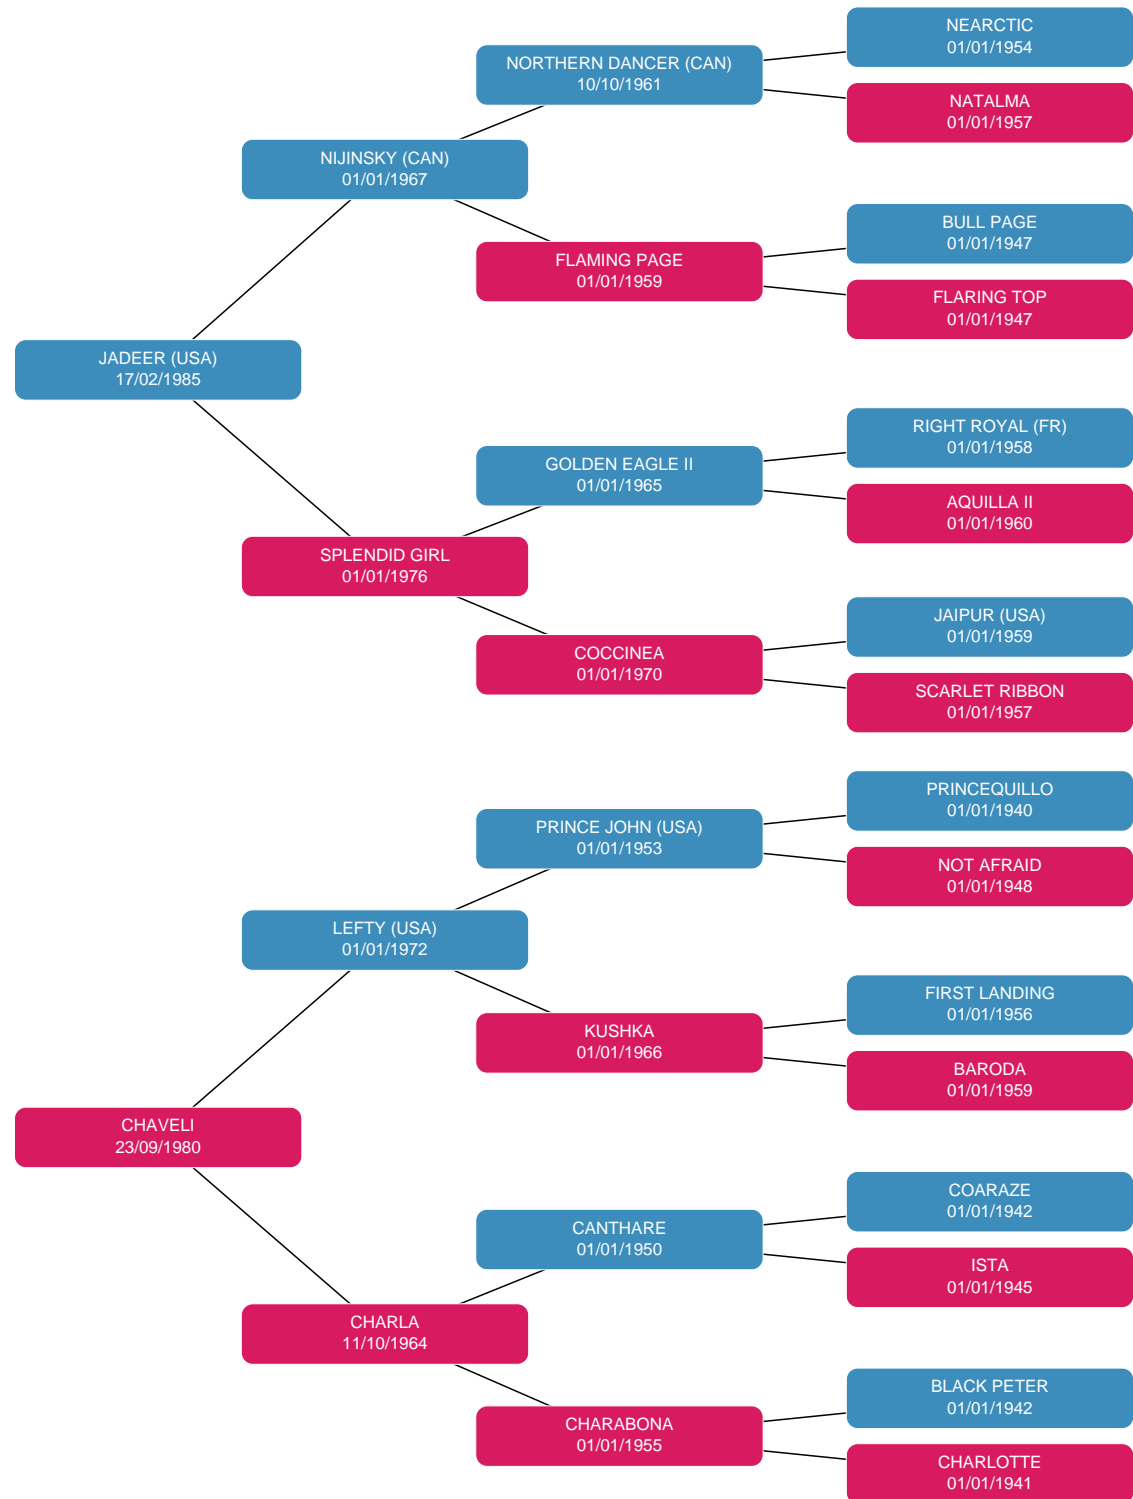 NEARCTIC
01/01/1954
NORTHERN DANCER (CAN)
10/10/1961
NATALMA
01/01/1957
NIJINSKY (CAN)
01/01/1967
BULL PAGE
01/01/1947
FLAMING PAGE
01/01/1959
FLARING TOP
01/01/1947
JADEER (USA)
17/02/1985
RIGHT ROYAL (FR)
01/01/1958
GOLDEN EAGLE II
01/01/1965
AQUILLA II
01/01/1960
SPLENDID GIRL
01/01/1976
JAIPUR (USA)
01/01/1959
COCCINEA
01/01/1970
SCARLET RIBBON
01/01/1957
PRINCEQUILLO
01/01/1940
PRINCE JOHN (USA)
01/01/1953
NOT AFRAID
01/01/1948
LEFTY (USA)
01/01/1972
FIRST LANDING
01/01/1956
KUSHKA
01/01/1966
BARODA
01/01/1959
CHAVELI
23/09/1980
COARAZE
01/01/1942
CANTHARE
01/01/1950
ISTA
01/01/1945
CHARLA
11/10/1964
BLACK PETER
01/01/1942
CHARABONA
01/01/1955
CHARLOTTE
01/01/1941